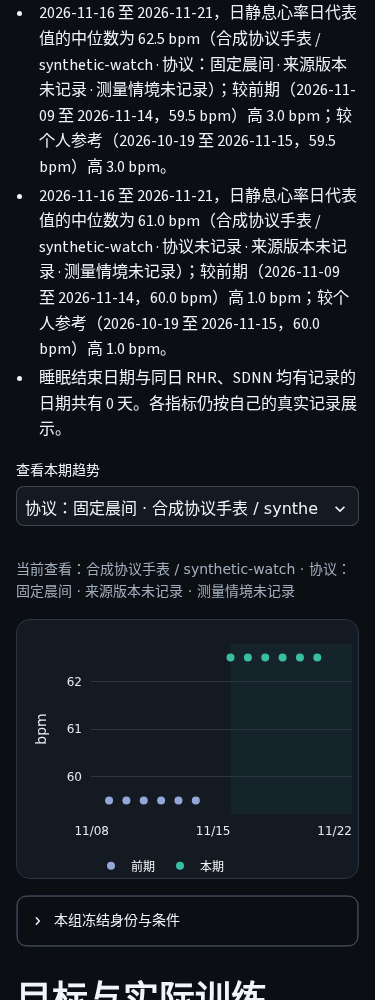 2026-11-16 至 2026-11-21，日静息心率日代表
值的中位数为 62.5 bpm（合成协议手表 /
synthetic-watch · 协议：固定晨间 · 来源版本
未记录 · 测量情境未记录）；较前期（2026-11-
09 至 2026-11-14，59.5 bpm）高 3.0 bpm；较
个人参考（2026-10-19 至 2026-11-15，59.5
bpm）高 3.0 bpm。
2026-11-16 至 2026-11-21，日静息心率日代表
值的中位数为 61.0 bpm（合成协议手表 /
synthetic-watch · 协议未记录 · 来源版本未记
录 · 测量情境未记录）；较前期（2026-11-09
至 2026-11-14，60.0 bpm）高 1.0 bpm；较个
人参考（2026-10-19 至 2026-11-15，60.0
bpm）高 1.0 bpm。
睡眠结束日期与同日 RHR、SDNN 均有记录的
日期共有 0 天。各指标仍按自己的真实记录展
示。
查看本期趋势
协议：固定晨间 · 合成协议手表 / synthe
当前查看：合成协议手表 / synthetic-watch · 协议：
固定晨间 · 来源版本未记录 · 测量情境未记录
62
61
60
bpm
11/08
11/15
11/22
前期
本期
本组冻结身份与条件
目标与实际训练